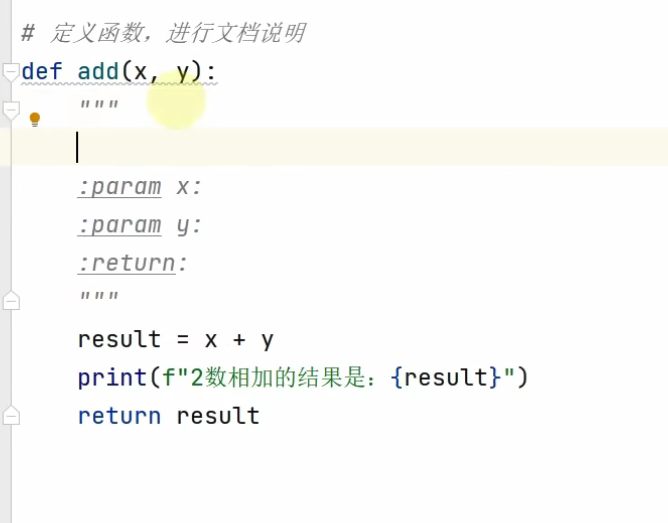 # 定义函数，进行文档说明
def add(x, y):
"""
:param x:
:param y:
:return:
"""
result = x + y
print(f"2数相加的结果是：{result}")
return result